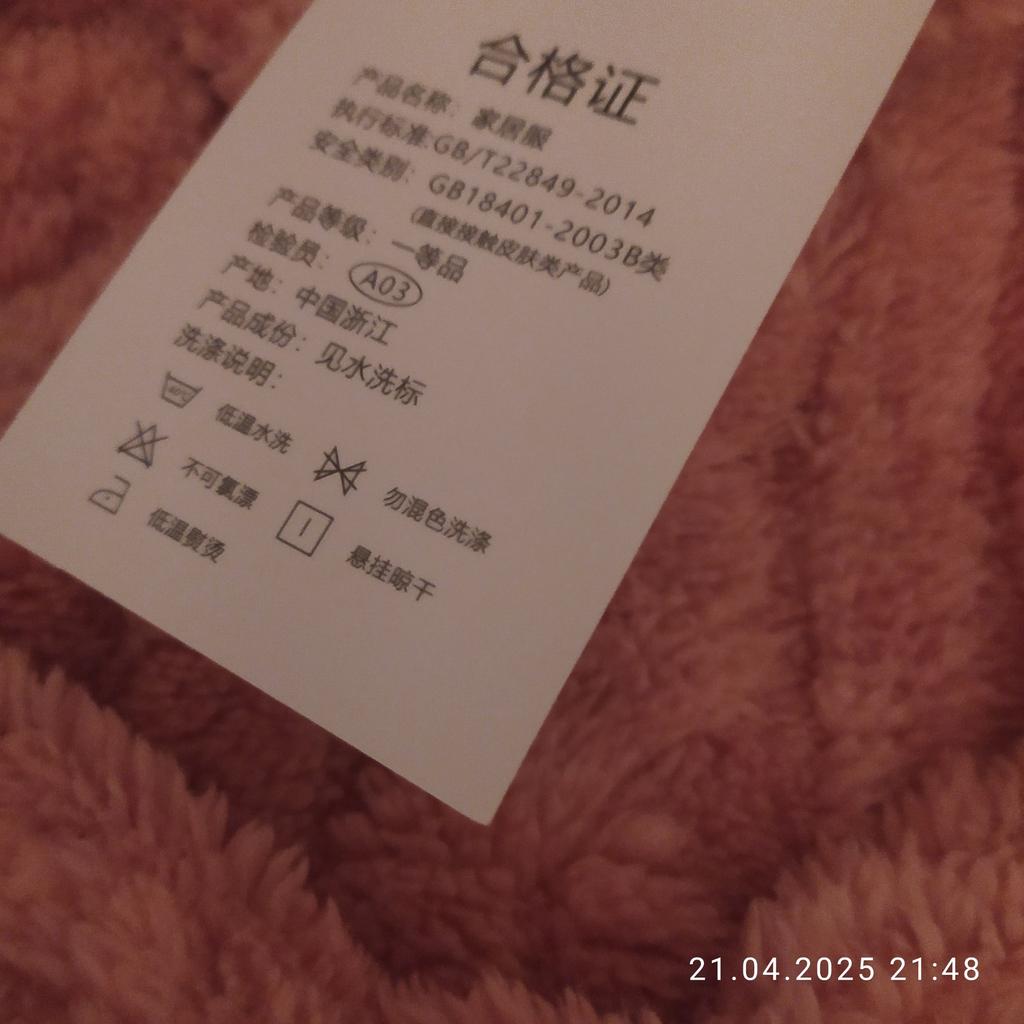 合格证
产品名称：家居服
执行标准:GB/T22849-2014
安全类别：GB18401-2003B类
(直接接触皮肤类产品)
产品等级：一等品
检验员：A03
产地：中国浙江
产品成份：见水洗标
洗涤说明：
40℃ 低温水洗 勿混色洗涤
不可氯漂 悬挂晾干
低温熨烫
21.04.2025 21:48